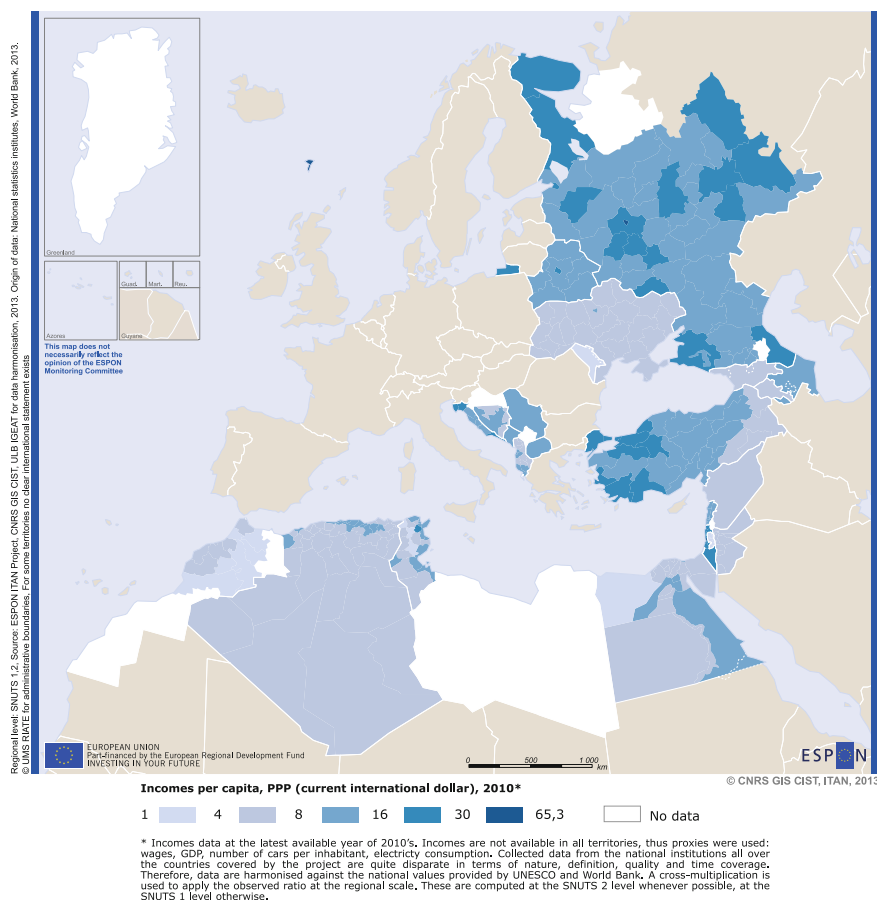 Regional level: SNUTS 1,2, Source: ESPON ITAN Project, CNRS GIS CIST, ULB IGEAT for data harmonisation, 2013. Origin of data: National statistics institutes, World Bank, 2013.
© UMS RIATE for administrative boundaries, For some territories no clear international statement exists
Greenland
Azores
Guad.
Mart.
Reu.
Guyane
This map does not
necessarily reflect the
opinion of the ESPON
Monitoring Committee
EUROPEAN UNION
Part-financed by the European Regional Development Fund
INVESTING IN YOUR FUTURE
0 500 1 000
km
ESPON
© CNRS GIS CIST, ITAN, 2013
Incomes per capita, PPP (current international dollar), 2010*
1 4 8 16 30 65,3 No data
* Incomes data at the latest available year of 2010's. Incomes are not available in all territories, thus proxies were used:
wages, GDP, number of cars per inhabitant, electricty consumption. Collected data from the national institutions all over
the countries covered by the project are quite disparate in terms of nature, definition, quality and time coverage.
Therefore, data are harmonised against the national values provided by UNESCO and World Bank. A cross-multiplication is
used to apply the observed ratio at the regional scale. These are computed at the SNUTS 2 level whenever possible, at the
SNUTS 1 level otherwise.